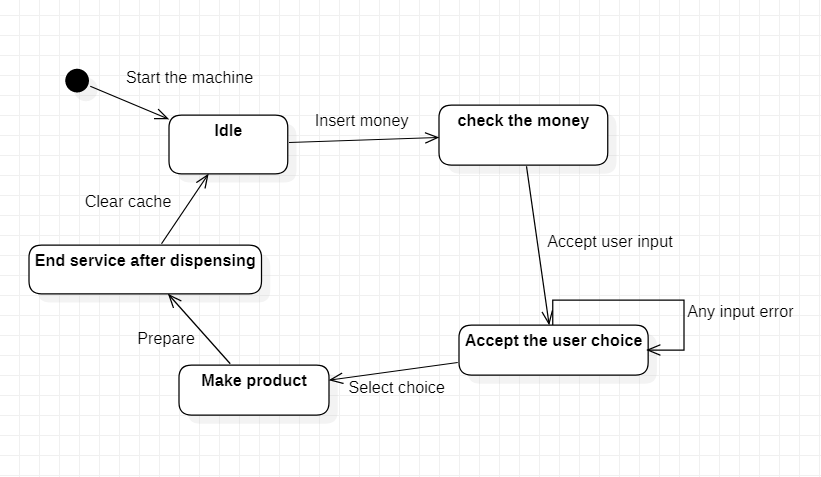 Start the machine
Idle
Insert money
check the money
Clear cache
Accept user input
End service after dispensing
Any input error
Prepare
Accept the user choice
Make product
Select choice